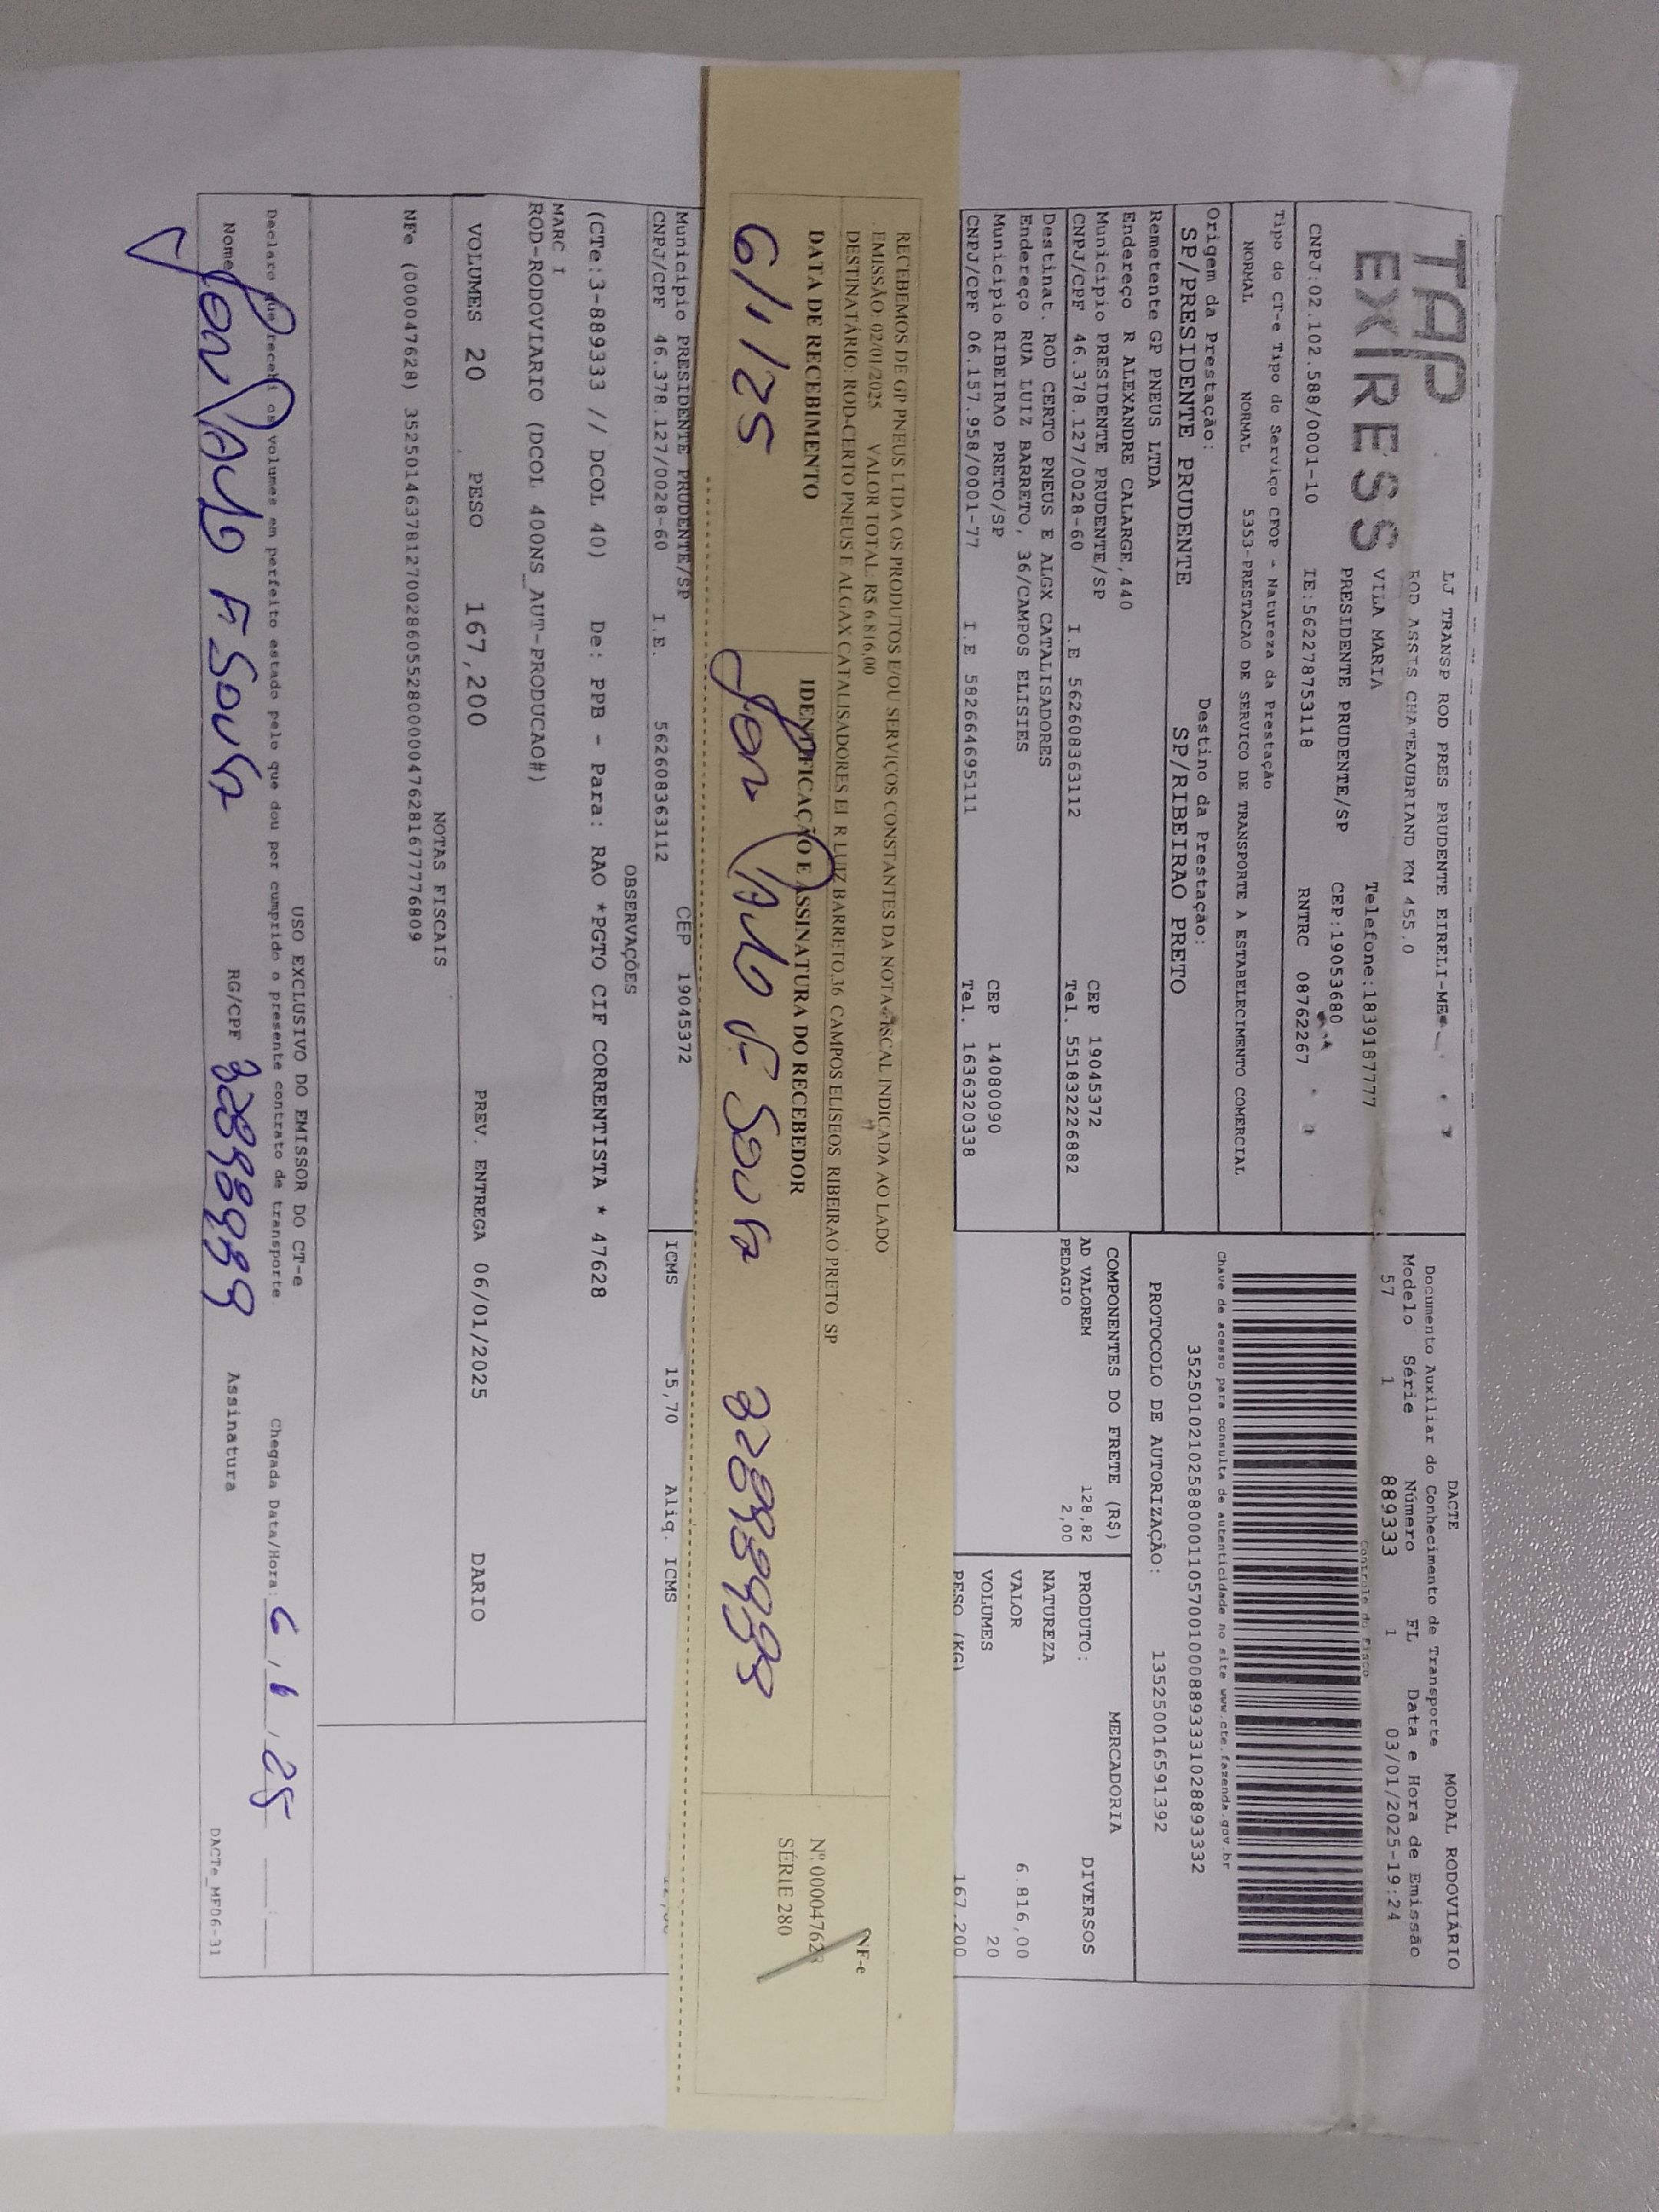 TAP
EXPRESS
LJ TRANSP ROD PRES PRUDENTE EIRELI-ME
ROD ASSIS CHATEAUBRIAND KM 455.0
VILA MARIA Telefone:1839187777
PRESIDENTE PRUDENTE/SP CEP:19053680
CNPJ.02.102.588/0001-10 IE:562278753118 RNTRC 08762267
Tipo do CT-e Tipo do Serviço CFOP - Natureza da Prestação
NORMAL NORMAL 5353-PRESTACAO DE SERVICO DE TRANSPORTE A ESTABELECIMENTO COMERCIAL
Origem da Prestação: Destino da Prestação:
SP/PRESIDENTE PRUDENTE SP/RIBEIRAO PRETO
Remetente GP PNEUS LTDA
Endereço R ALEXANDRE CALARGE,440
Município PRESIDENTE PRUDENTE/SP CEP 19045372
CNPJ/CPF 46.378.127/0028-60 I.E 562608363112 Tel. 551832226882
Destinat. ROD CERTO PNEUS E ALGX CATALISADORES
Endereço RUA LUIZ BARRETO, 36/CAMPOS ELISIES
Município RIBEIRAO PRETO/SP CEP 14080090
CNPJ/CPF 06.157.958/0001-77 I.E 582664695111 Tel. 1636320338
DACTE MODAL RODOVIÁRIO
Documento Auxiliar do Conhecimento de Transporte
Modelo Série Número FL Data e Hora de Emissão
57 1 889333 1 03/01/2025-19:24
Controle do Fisco
Chave de acesso para consulta de autenticidade no site www.cte.fazenda.gov.br
35250102102588000110570010008893331028893332
PROTOCOLO DE AUTORIZAÇÃO: 135250016591392
COMPONENTES DO FRETE (R$)
AD VALOREM 128,82
PEDAGIO 2,00
MERCADORIA
PRODUTO: DIVERSOS
NATUREZA
VALOR 6.816,00
VOLUMES 20
PESO (KG) 167,200
RECEBEMOS DE GP PNEUS LTDA OS PRODUTOS E/OU SERVIÇOS CONSTANTES DA NOTA FISCAL INDICADA AO LADO
EMISSÃO: 02/01/2025 VALOR TOTAL: R$ 6.816,00
DESTINATÁRIO: ROD-CERTO PNEUS E ALGAX CATALISADORES EI R LUIZ BARRETO,36 CAMPOS ELISEOS RIBEIRAO PRETO SP
DATA DE RECEBIMENTO IDENTIFICAÇÃO E ASSINATURA DO RECEBEDOR
6/1/25 F Souza
NF-e
Nº 000047628
SÉRIE 280
Município PRESIDENTE PRUDENTE/SP CEP 19045372
CNPJ/CPF 46.378.127/0028-60 I.E. 562608363112
ICMS 15,70 Aliq. ICMS
OBSERVAÇÕES
(CTe:3-889333 // DCOL 40) De: PPB - Para: RAO *PGTO CIF CORRENTISTA * 47628
MARC I
ROD-RODOVIARIO (DCOL 400NS_AUT-PRODUCAO#)
VOLUMES 20 PESO 167,200 PREV. ENTREGA 06/01/2025 DARIO
NOTAS FISCAIS
NFe (000047628) 35250146378127002860552800000476281677776809
USO EXCLUSIVO DO EMISSOR DO CT-e
Declaro que recebi os volumes em perfeito estado pelo que dou por cumprido o presente contrato de transporte. Chegada Data/Hora: 6 / 1 / 25
Nome F Souza RG/CPF Assinatura
DACTe_MF06-31